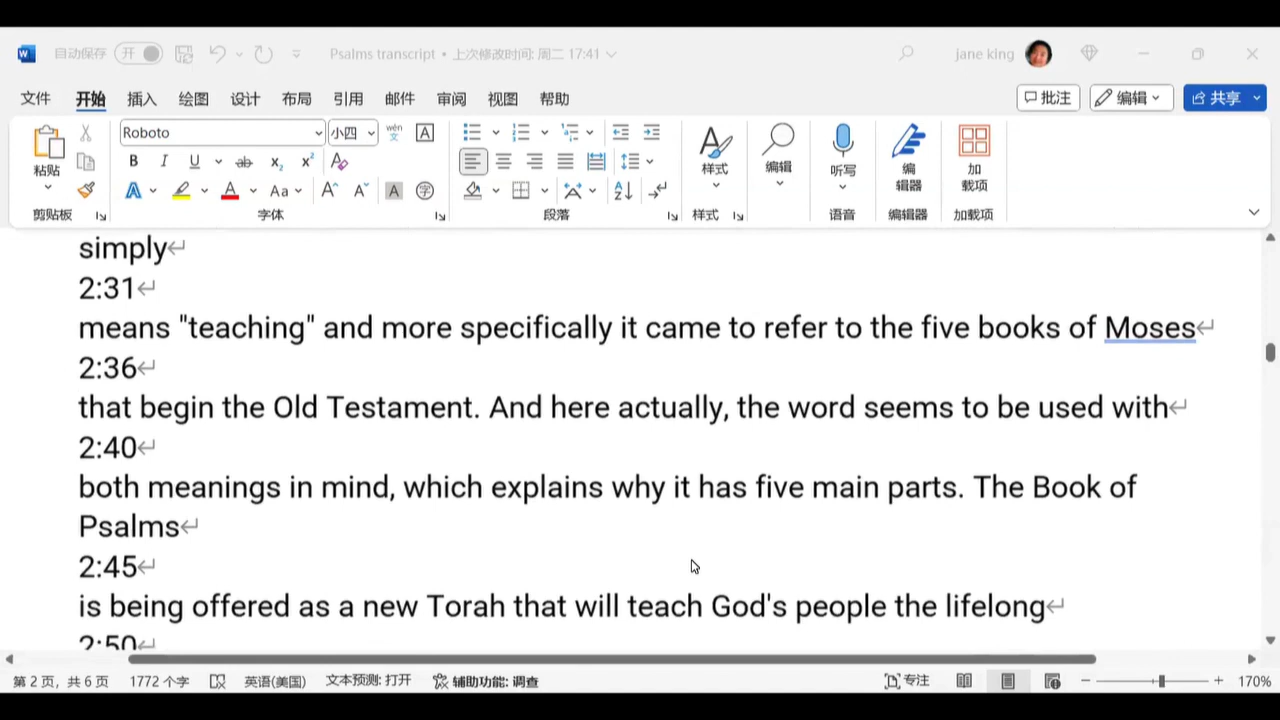 自动保存 开 Psalms transcript • 上次修改时间: 周二 17:41 jane king
文件 开始 插入 绘图 设计 布局 引用 邮件 审阅 视图 帮助 批注 编辑 共享
Roboto 小四 wén 文 A
粘贴 B I U ab x₂ x² A 样式 编辑 听写 编辑器 加载项
A A Aa A A A 字
剪贴板 字体 段落 样式 语音 编辑器 加载项
simply
2:31
means "teaching" and more specifically it came to refer to the five books of Moses
2:36
that begin the Old Testament. And here actually, the word seems to be used with
2:40
both meanings in mind, which explains why it has five main parts. The Book of
Psalms
2:45
is being offered as a new Torah that will teach God's people the lifelong
2:50
第 2 页，共 6 页 1772 个字 英语(美国) 文本预测: 打开 辅助功能: 调查 专注 170%